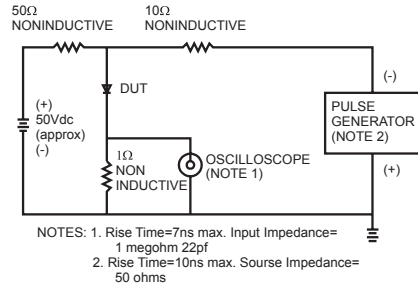 50Ω
NONINDUCTIVE
10Ω
NONINDUCTIVE
(+)
50Vdc
(approx)
(-)
DUT
1Ω
NON
INDUCTIVE
OSCILLOSCOPE
(NOTE 1)
(-)
PULSE
GENERATOR
(NOTE 2)
(+)
NOTES: 1. Rise Time=7ns max. Input Impedance=
1 megohm 22pf
2. Rise Time=10ns max. Sourse Impedance=
50 ohms